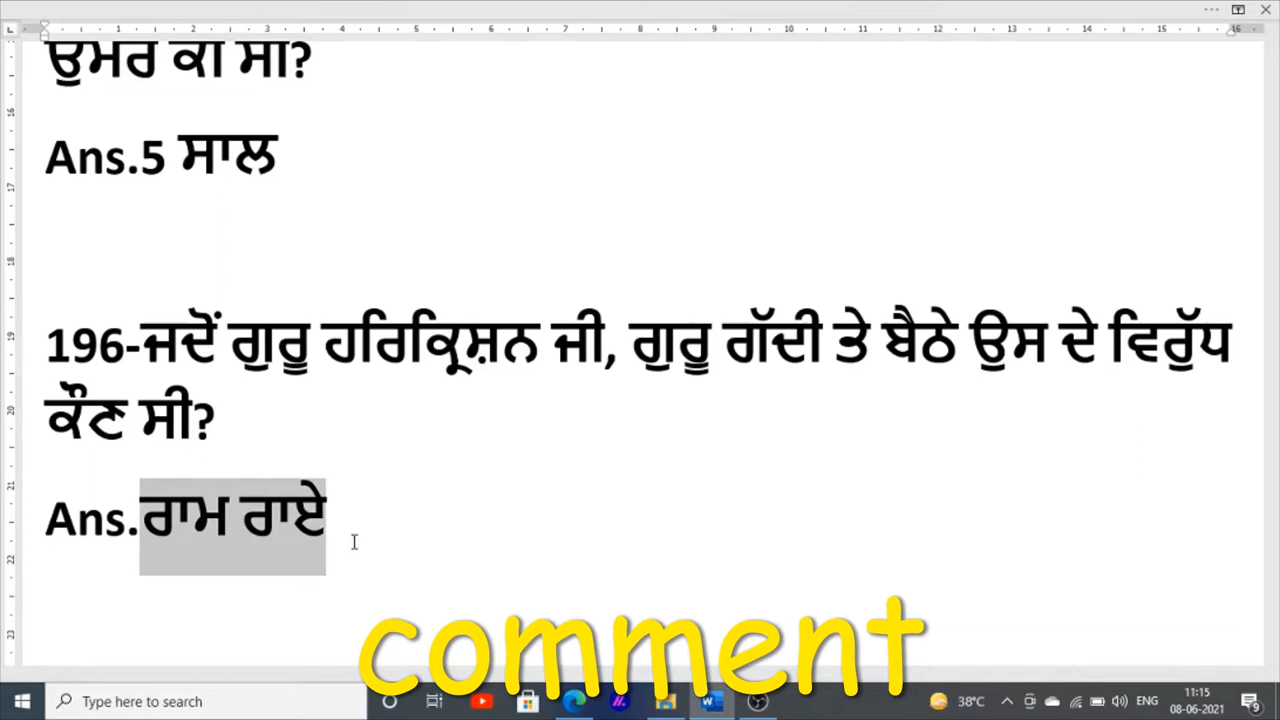 ਉਮਰ ਕੀ ਸੀ?
Ans.5 ਸਾਲ
196-ਜਦੋਂ ਗੁਰੂ ਹਰਿਕ੍ਰਿਸ਼ਨ ਜੀ, ਗੁਰੂ ਗੱਦੀ ਤੇ ਬੈਠੇ ਉਸ ਦੇ ਵਿਰੁੱਧ
ਕੌਣ ਸੀ?
Ans.ਰਾਮ ਰਾਏ
comment
Type here to search
38°C
ENG
11:15
08-06-2021